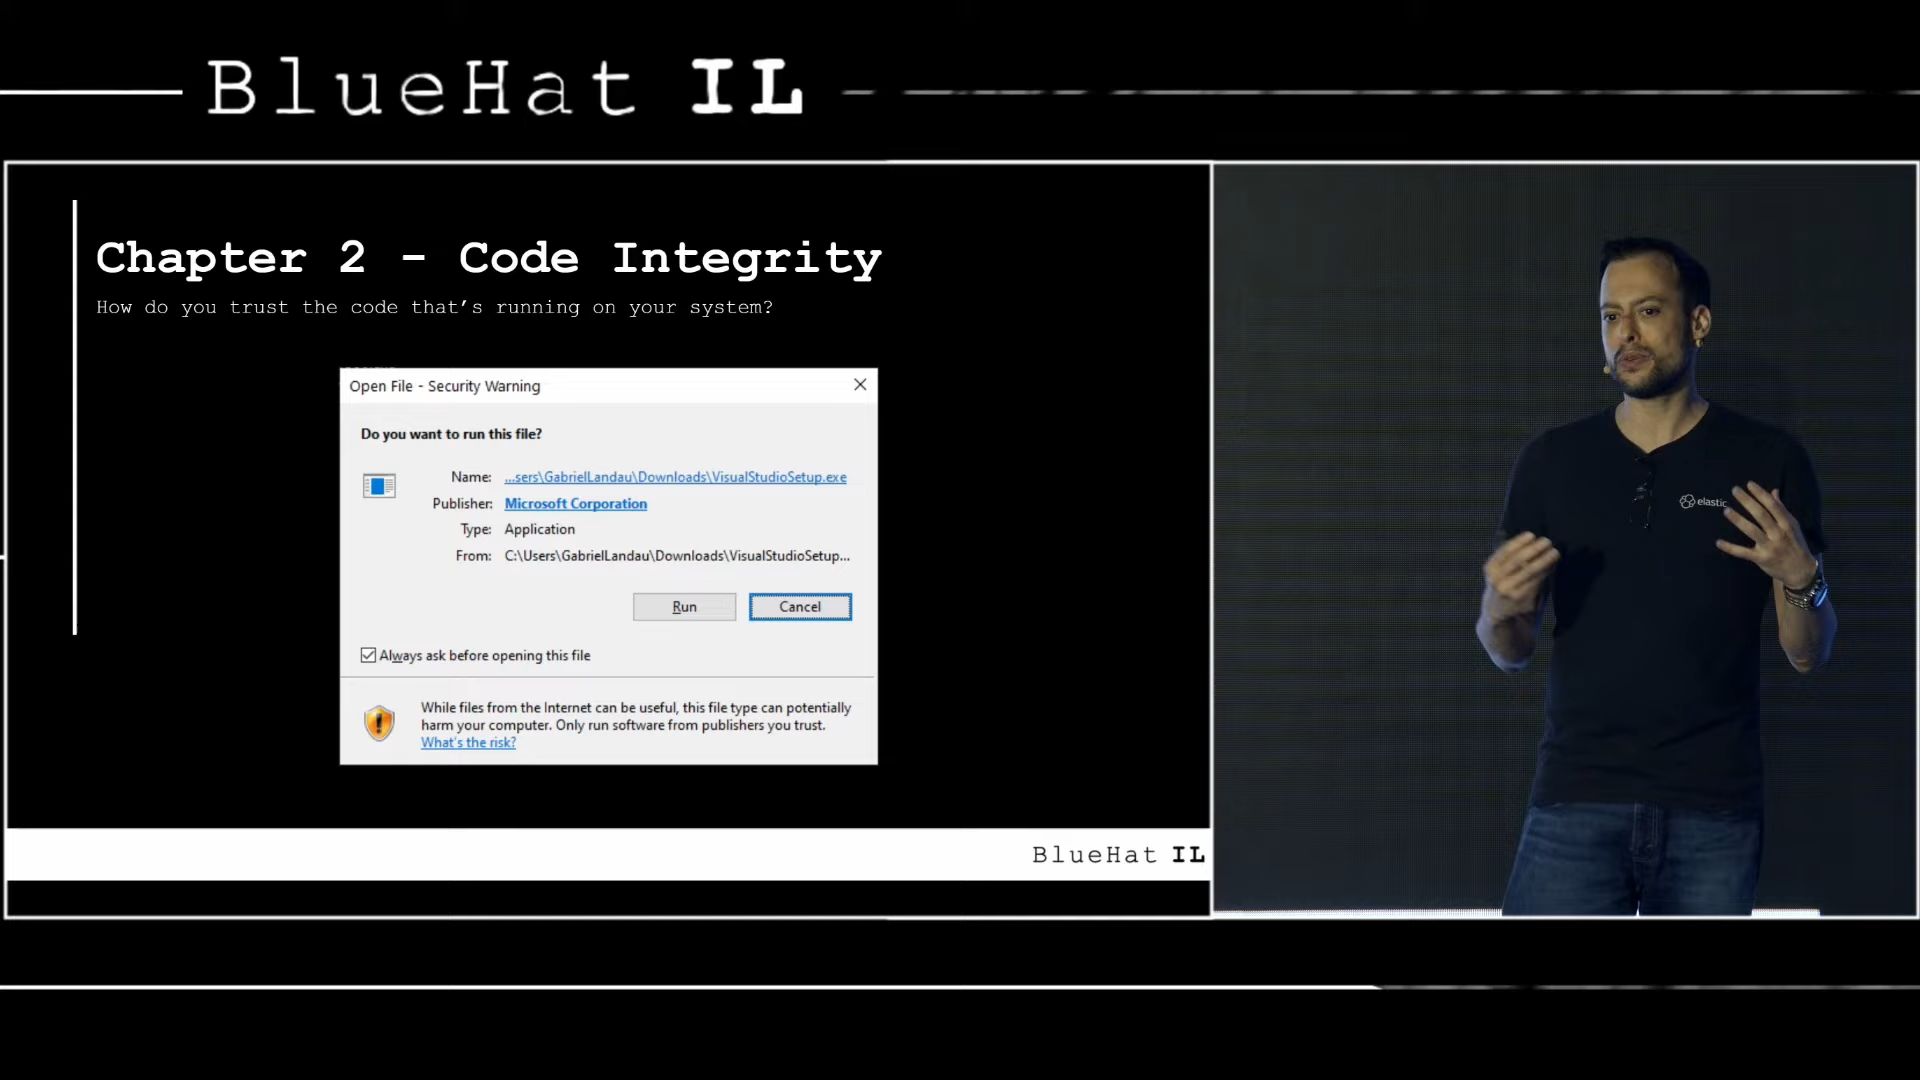 BlueHat IL
Chapter 2 - Code Integrity
How do you trust the code that’s running on your system?
Open File - Security Warning
Do you want to run this file?
Name: ...sers\GabrielLandau\Downloads\VisualStudioSetup.exe
Publisher: Microsoft Corporation
Type: Application
From: C:\Users\GabrielLandau\Downloads\VisualStudioSetup...
Run Cancel
Always ask before opening this file
While files from the Internet can be useful, this file type can potentially
harm your computer. Only run software from publishers you trust.
What's the risk?
BlueHat IL
elastic